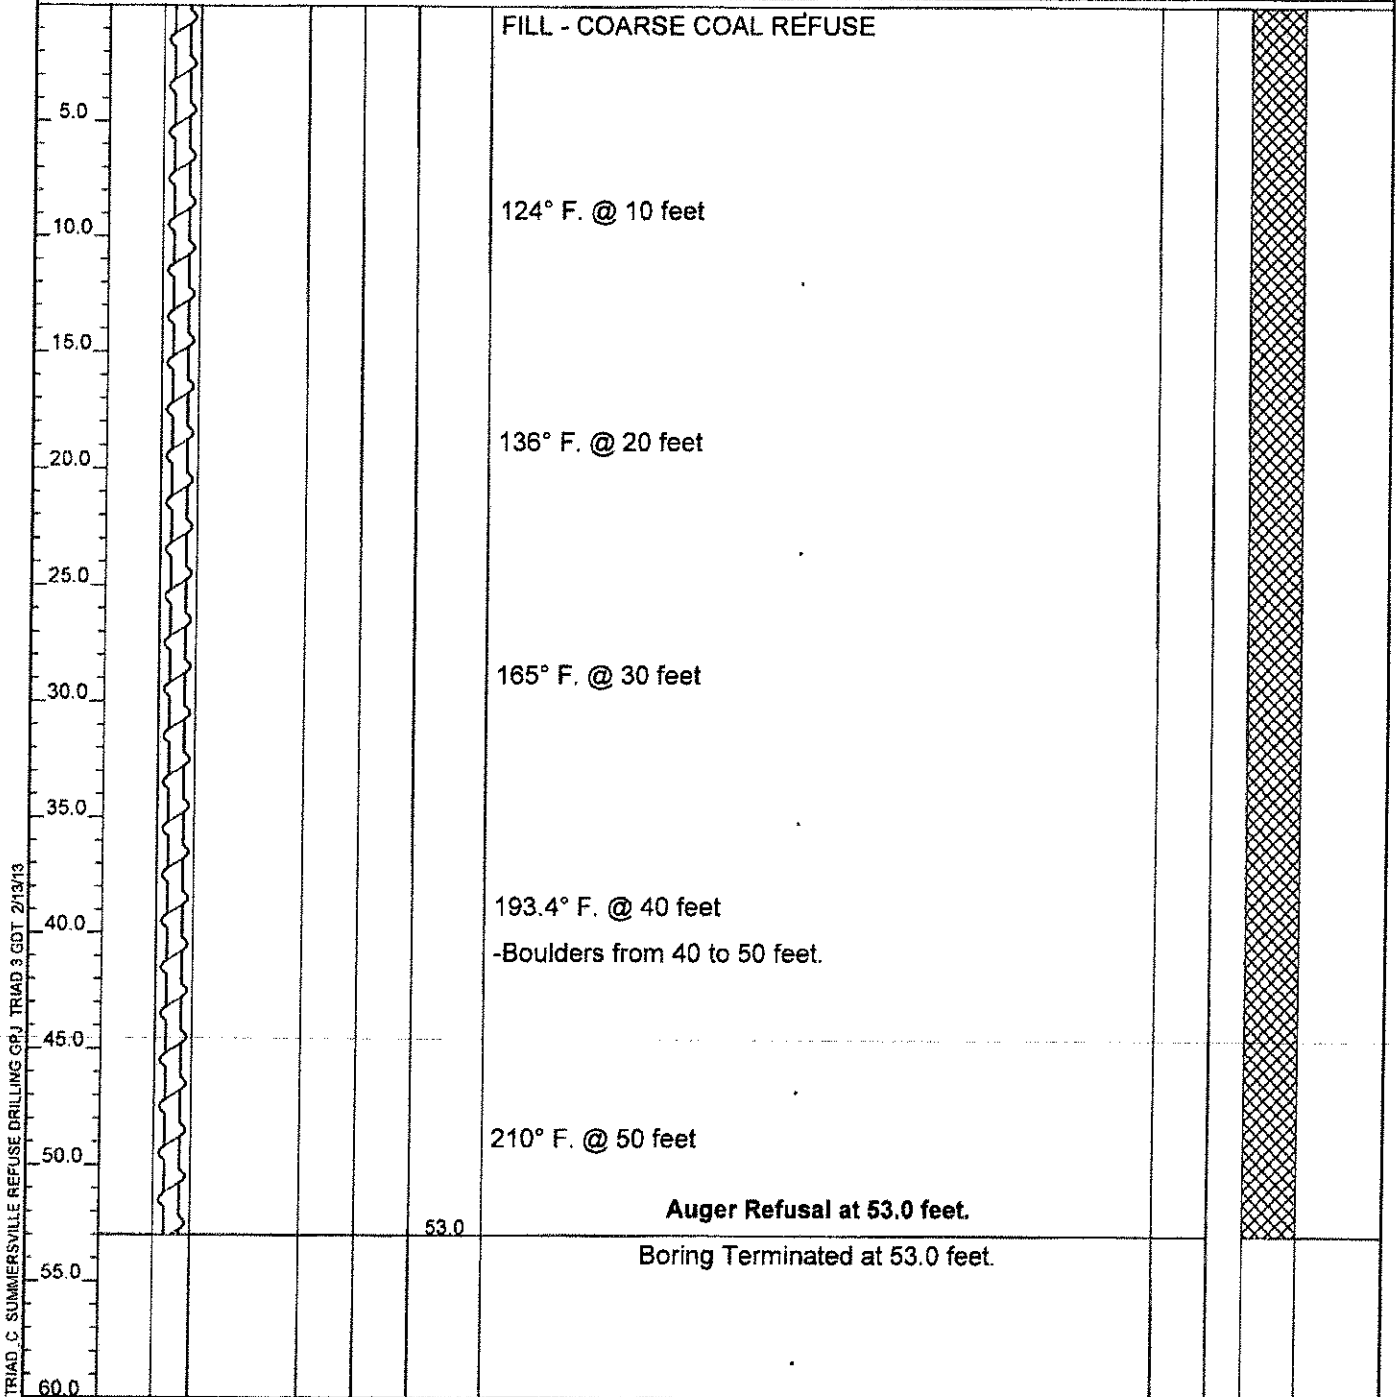 FILL - COARSE COAL REFUSE
5.0
124° F. @ 10 feet
10.0
15.0
136° F. @ 20 feet
20.0
25.0
165° F. @ 30 feet
30.0
35.0
193.4° F. @ 40 feet
40.0
-Boulders from 40 to 50 feet.
45.0
210° F. @ 50 feet
50.0
Auger Refusal at 53.0 feet.
53.0
Boring Terminated at 53.0 feet.
55.0
60.0
TRIAD_C SUMMERSVILLE REFUSE DRILLING.GPJ TRIAD 3.GDT 2/13/13